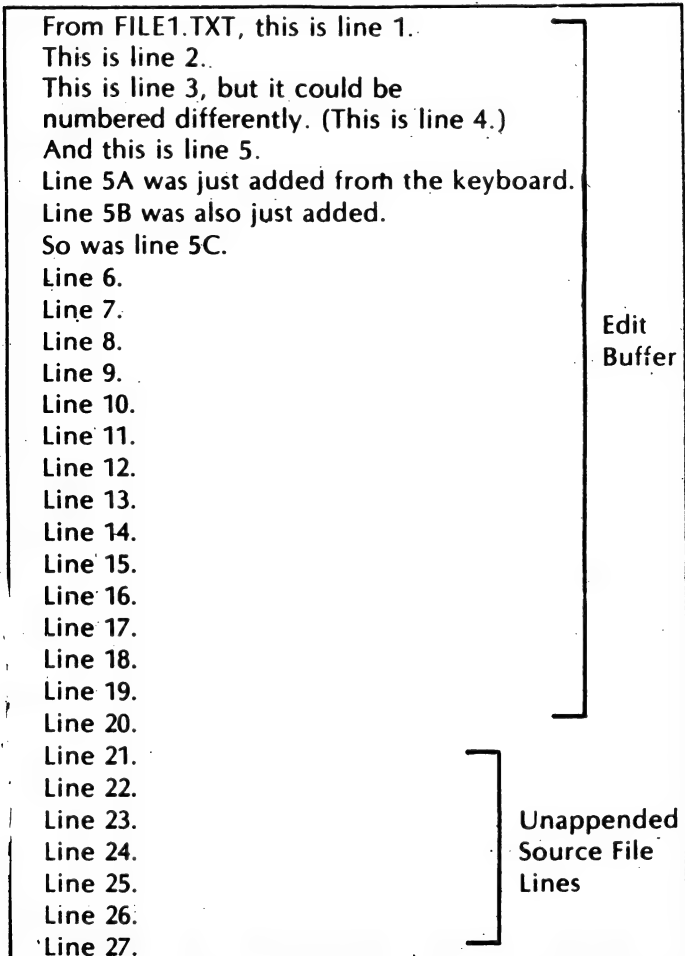 From FILE1.TXT, this is line 1.
This is line 2.
This is line 3, but it could be
numbered differently. (This is line 4.)
And this is line 5.
Line 5A was just added from the keyboard.
Line 5B was also just added.
So was line 5C.
Line 6.
Line 7.
Line 8.
Line 9.
Line 10.
Line 11.
Line 12.
Line 13.
Line 14.
Line 15.
Line 16.
Line 17.
Line 18.
Line 19.
Line 20.
Edit
Buffer
Line 21.
Line 22.
Line 23.
Line 24.
Line 25.
Line 26.
Line 27.
Unappended
Source File
Lines